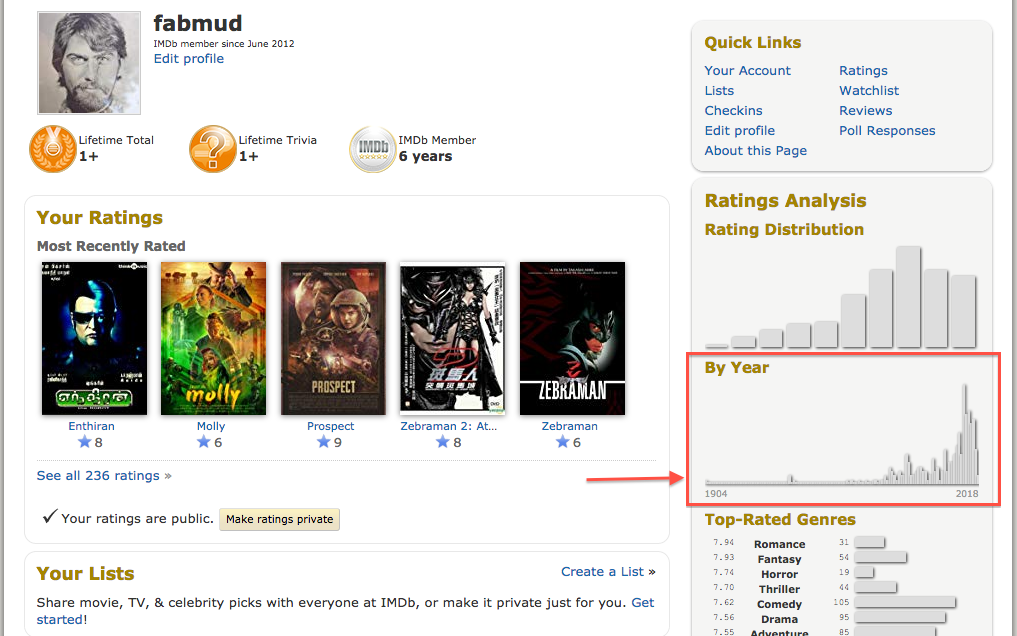 fabmud
IMDb member since June 2012
Edit profile
Lifetime Total
1+
Lifetime Trivia
1+
IMDb
IMDb Member
6 years
Your Ratings
Most Recently Rated
molly
PROSPECT
ZEBRAMAN
Enthiran
Molly
Prospect
Zebraman 2: At...
Zebraman
8
6
9
8
6
See all 236 ratings »
Your ratings are public.
Make ratings private
Your Lists
Create a List »
Share movie, TV, & celebrity picks with everyone at IMDb, or make it private just for you. Get
started!
Quick Links
Your Account
Ratings
Lists
Watchlist
Checkins
Reviews
Edit profile
Poll Responses
About this Page
Ratings Analysis
Rating Distribution
By Year
1904
2018
Top-Rated Genres
7.94 Romance 31
7.93 Fantasy 54
7.74 Horror 19
7.70 Thriller 44
7.62 Comedy 105
7.56 Drama 95
7.55 Adventure 85